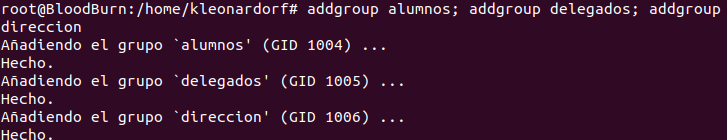 root@BloodBurn:/home/kleonardorf# addgroup alumnos; addgroup delegados; addgroup
direccion
Añadiendo el grupo `alumnos' (GID 1004) ...
Hecho.
Añadiendo el grupo `delegados' (GID 1005) ...
Hecho.
Añadiendo el grupo `direccion' (GID 1006) ...
Hecho.